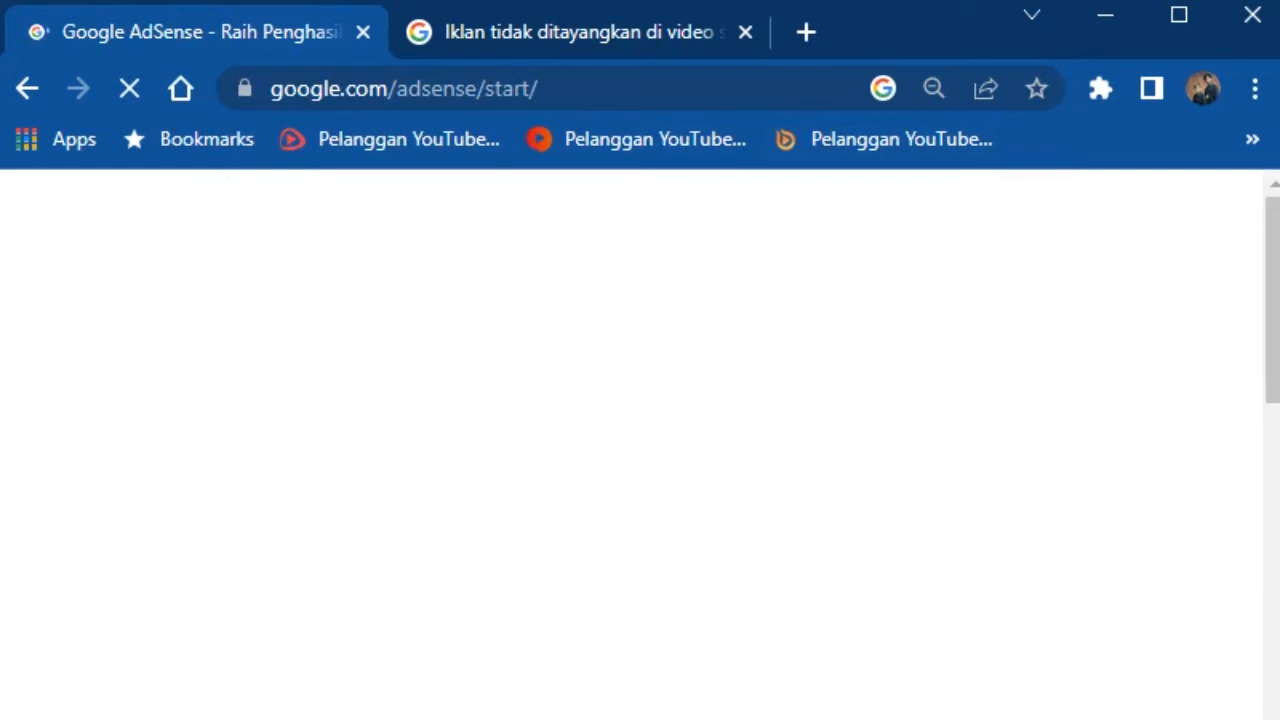 Google AdSense - Raih Penghasil
Iklan tidak ditayangkan di video s
google.com/adsense/start/
Apps
Bookmarks
Pelanggan YouTube...
Pelanggan YouTube...
Pelanggan YouTube...